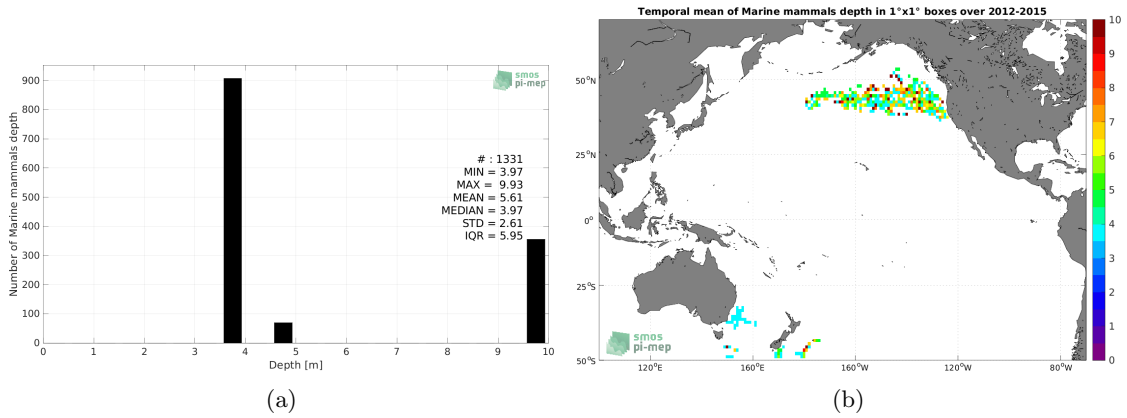 smos
pi-mep
900
800
700
600
500
400
300
200
100
0
Number of Marine mammals depth
# : 1331
MIN = 3.97
MAX = 9.93
MEAN = 5.61
MEDIAN = 3.97
STD = 2.61
IQR = 5.95
0 1 2 3 4 5 6 7 8 9 10
Depth [m]
(a)
Temporal mean of Marine mammals depth in 1°x1° boxes over 2012-2015
50°N
25°N
0°
25°S
50°S
120°E 160°E 160°W 120°W 80°W
smos
pi-mep
10
9
8
7
6
5
4
3
2
1
0
(b)